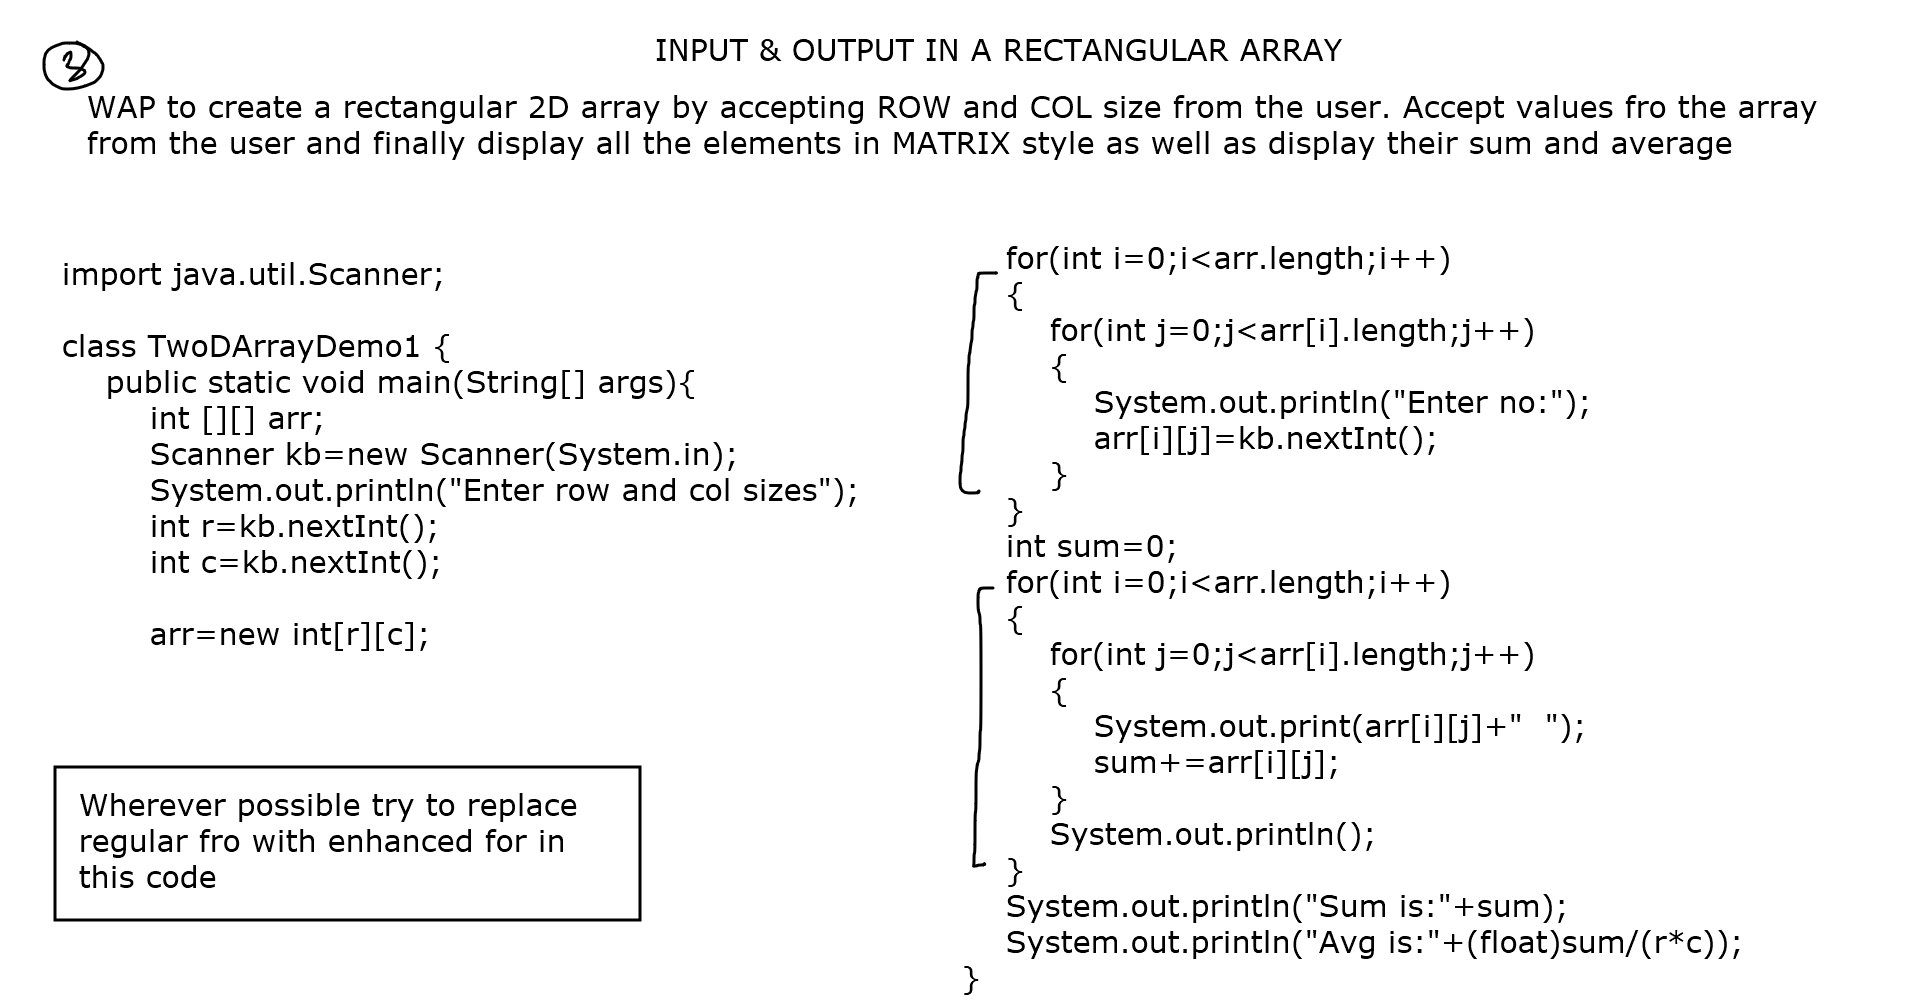 3
INPUT & OUTPUT IN A RECTANGULAR ARRAY
WAP to create a rectangular 2D array by accepting ROW and COL size from the user. Accept values fro the array
from the user and finally display all the elements in MATRIX style as well as display their sum and average
import java.util.Scanner;
class TwoDArrayDemo1 {
public static void main(String[] args){
int [][] arr;
Scanner kb=new Scanner(System.in);
System.out.println("Enter row and col sizes");
int r=kb.nextInt();
int c=kb.nextInt();
arr=new int[r][c];
Wherever possible try to replace
regular fro with enhanced for in
this code
for(int i=0;i<arr.length;i++)
{
for(int j=0;j<arr[i].length;j++)
{
System.out.println("Enter no:");
arr[i][j]=kb.nextInt();
}
}
int sum=0;
for(int i=0;i<arr.length;i++)
{
for(int j=0;j<arr[i].length;j++)
{
System.out.print(arr[i][j]+"  ");
sum+=arr[i][j];
}
System.out.println();
}
System.out.println("Sum is:"+sum);
System.out.println("Avg is:"+(float)sum/(r*c));
}